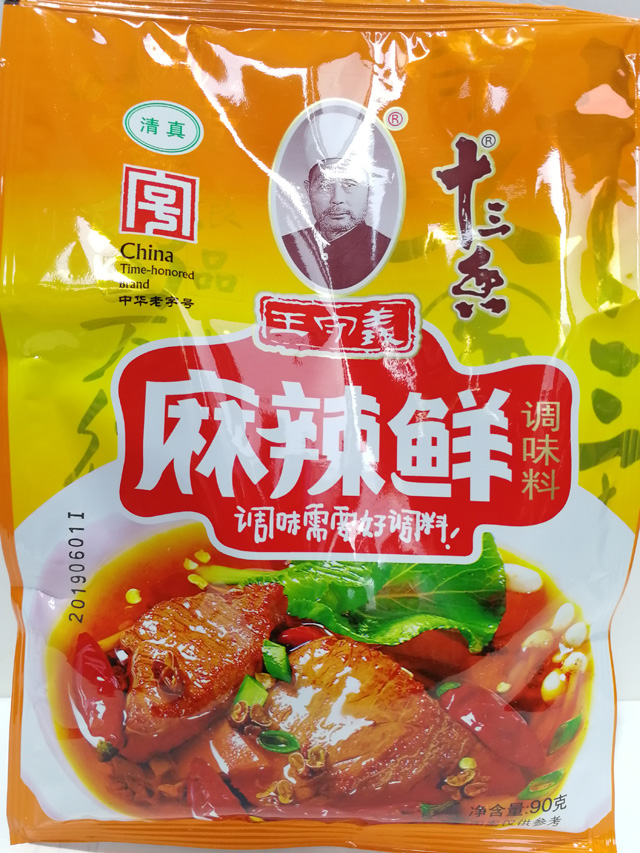 清真
®
十三香®
China
Time-honored
Brand
中华老字号
王守義
麻辣鲜
调味料
调味需要好调料!
20190601I
净含量:90克